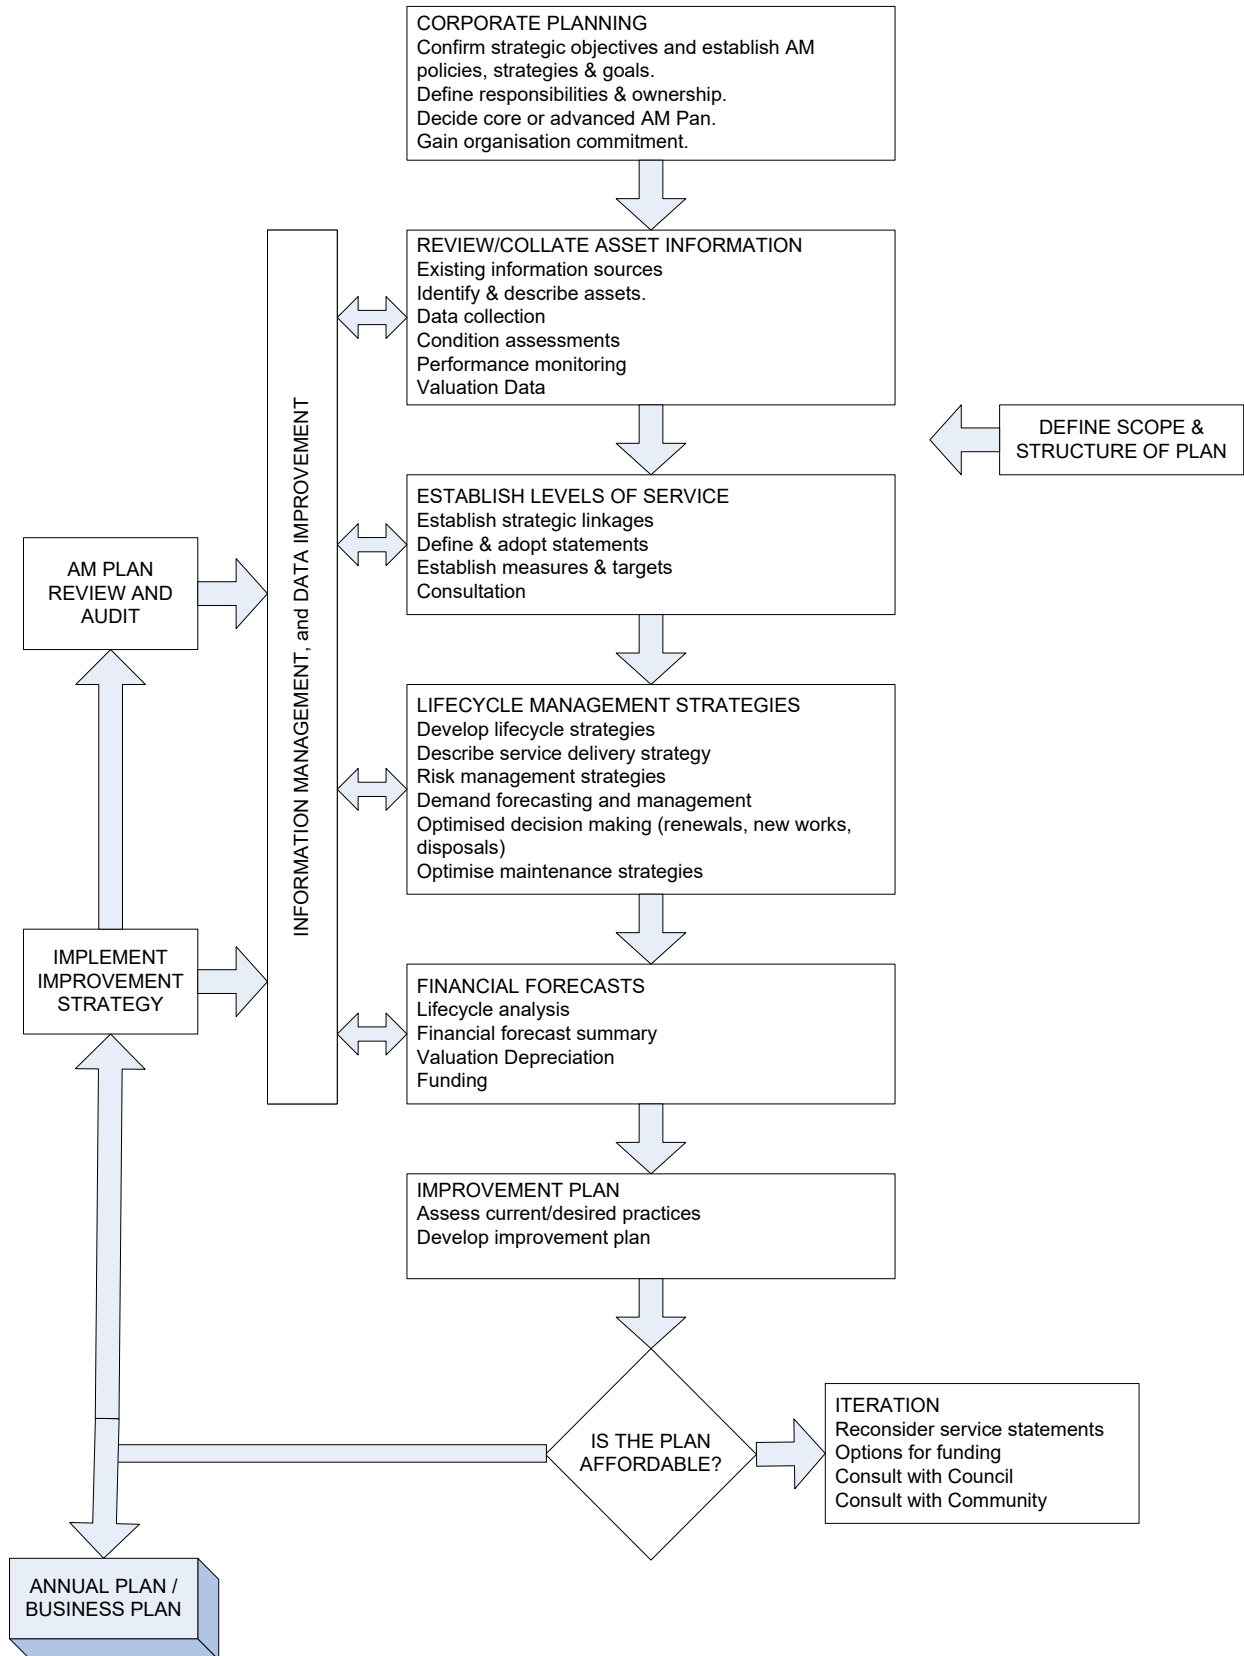 CORPORATE PLANNING
Confirm strategic objectives and establish AM
policies, strategies & goals.
Define responsibilities & ownership.
Decide core or advanced AM Pan.
Gain organisation commitment.
REVIEW/COLLATE ASSET INFORMATION
Existing information sources
Identify & describe assets.
Data collection
Condition assessments
Performance monitoring
Valuation Data
DEFINE SCOPE &
STRUCTURE OF PLAN
ESTABLISH LEVELS OF SERVICE
Establish strategic linkages
Define & adopt statements
Establish measures & targets
Consultation
AM PLAN
REVIEW AND
AUDIT
INFORMATION MANAGEMENT, and DATA IMPROVEMENT
LIFECYCLE MANAGEMENT STRATEGIES
Develop lifecycle strategies
Describe service delivery strategy
Risk management strategies
Demand forecasting and management
Optimised decision making (renewals, new works,
disposals)
Optimise maintenance strategies
IMPLEMENT
IMPROVEMENT
STRATEGY
FINANCIAL FORECASTS
Lifecycle analysis
Financial forecast summary
Valuation Depreciation
Funding
IMPROVEMENT PLAN
Assess current/desired practices
Develop improvement plan
IS THE PLAN
AFFORDABLE?
ITERATION
Reconsider service statements
Options for funding
Consult with Council
Consult with Community
ANNUAL PLAN /
BUSINESS PLAN